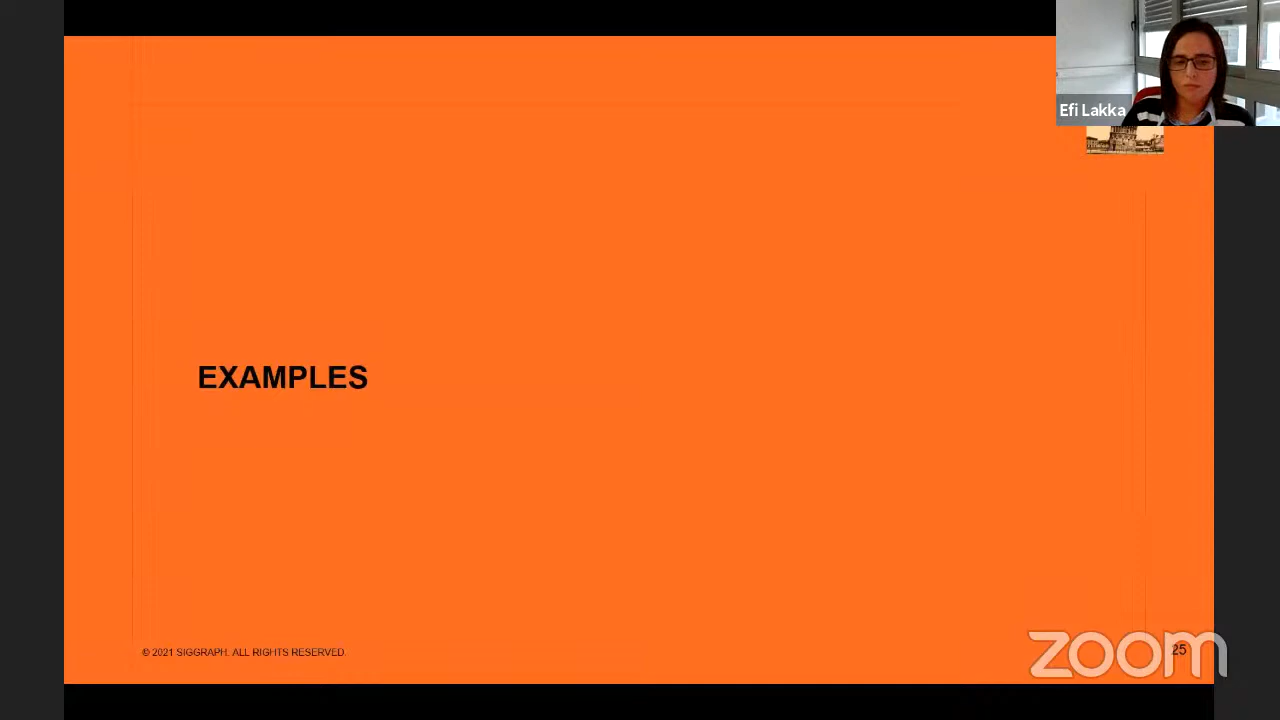 Efi Lakka
EXAMPLES
© 2021 SIGGRAPH. ALL RIGHTS RESERVED.
25
zoom